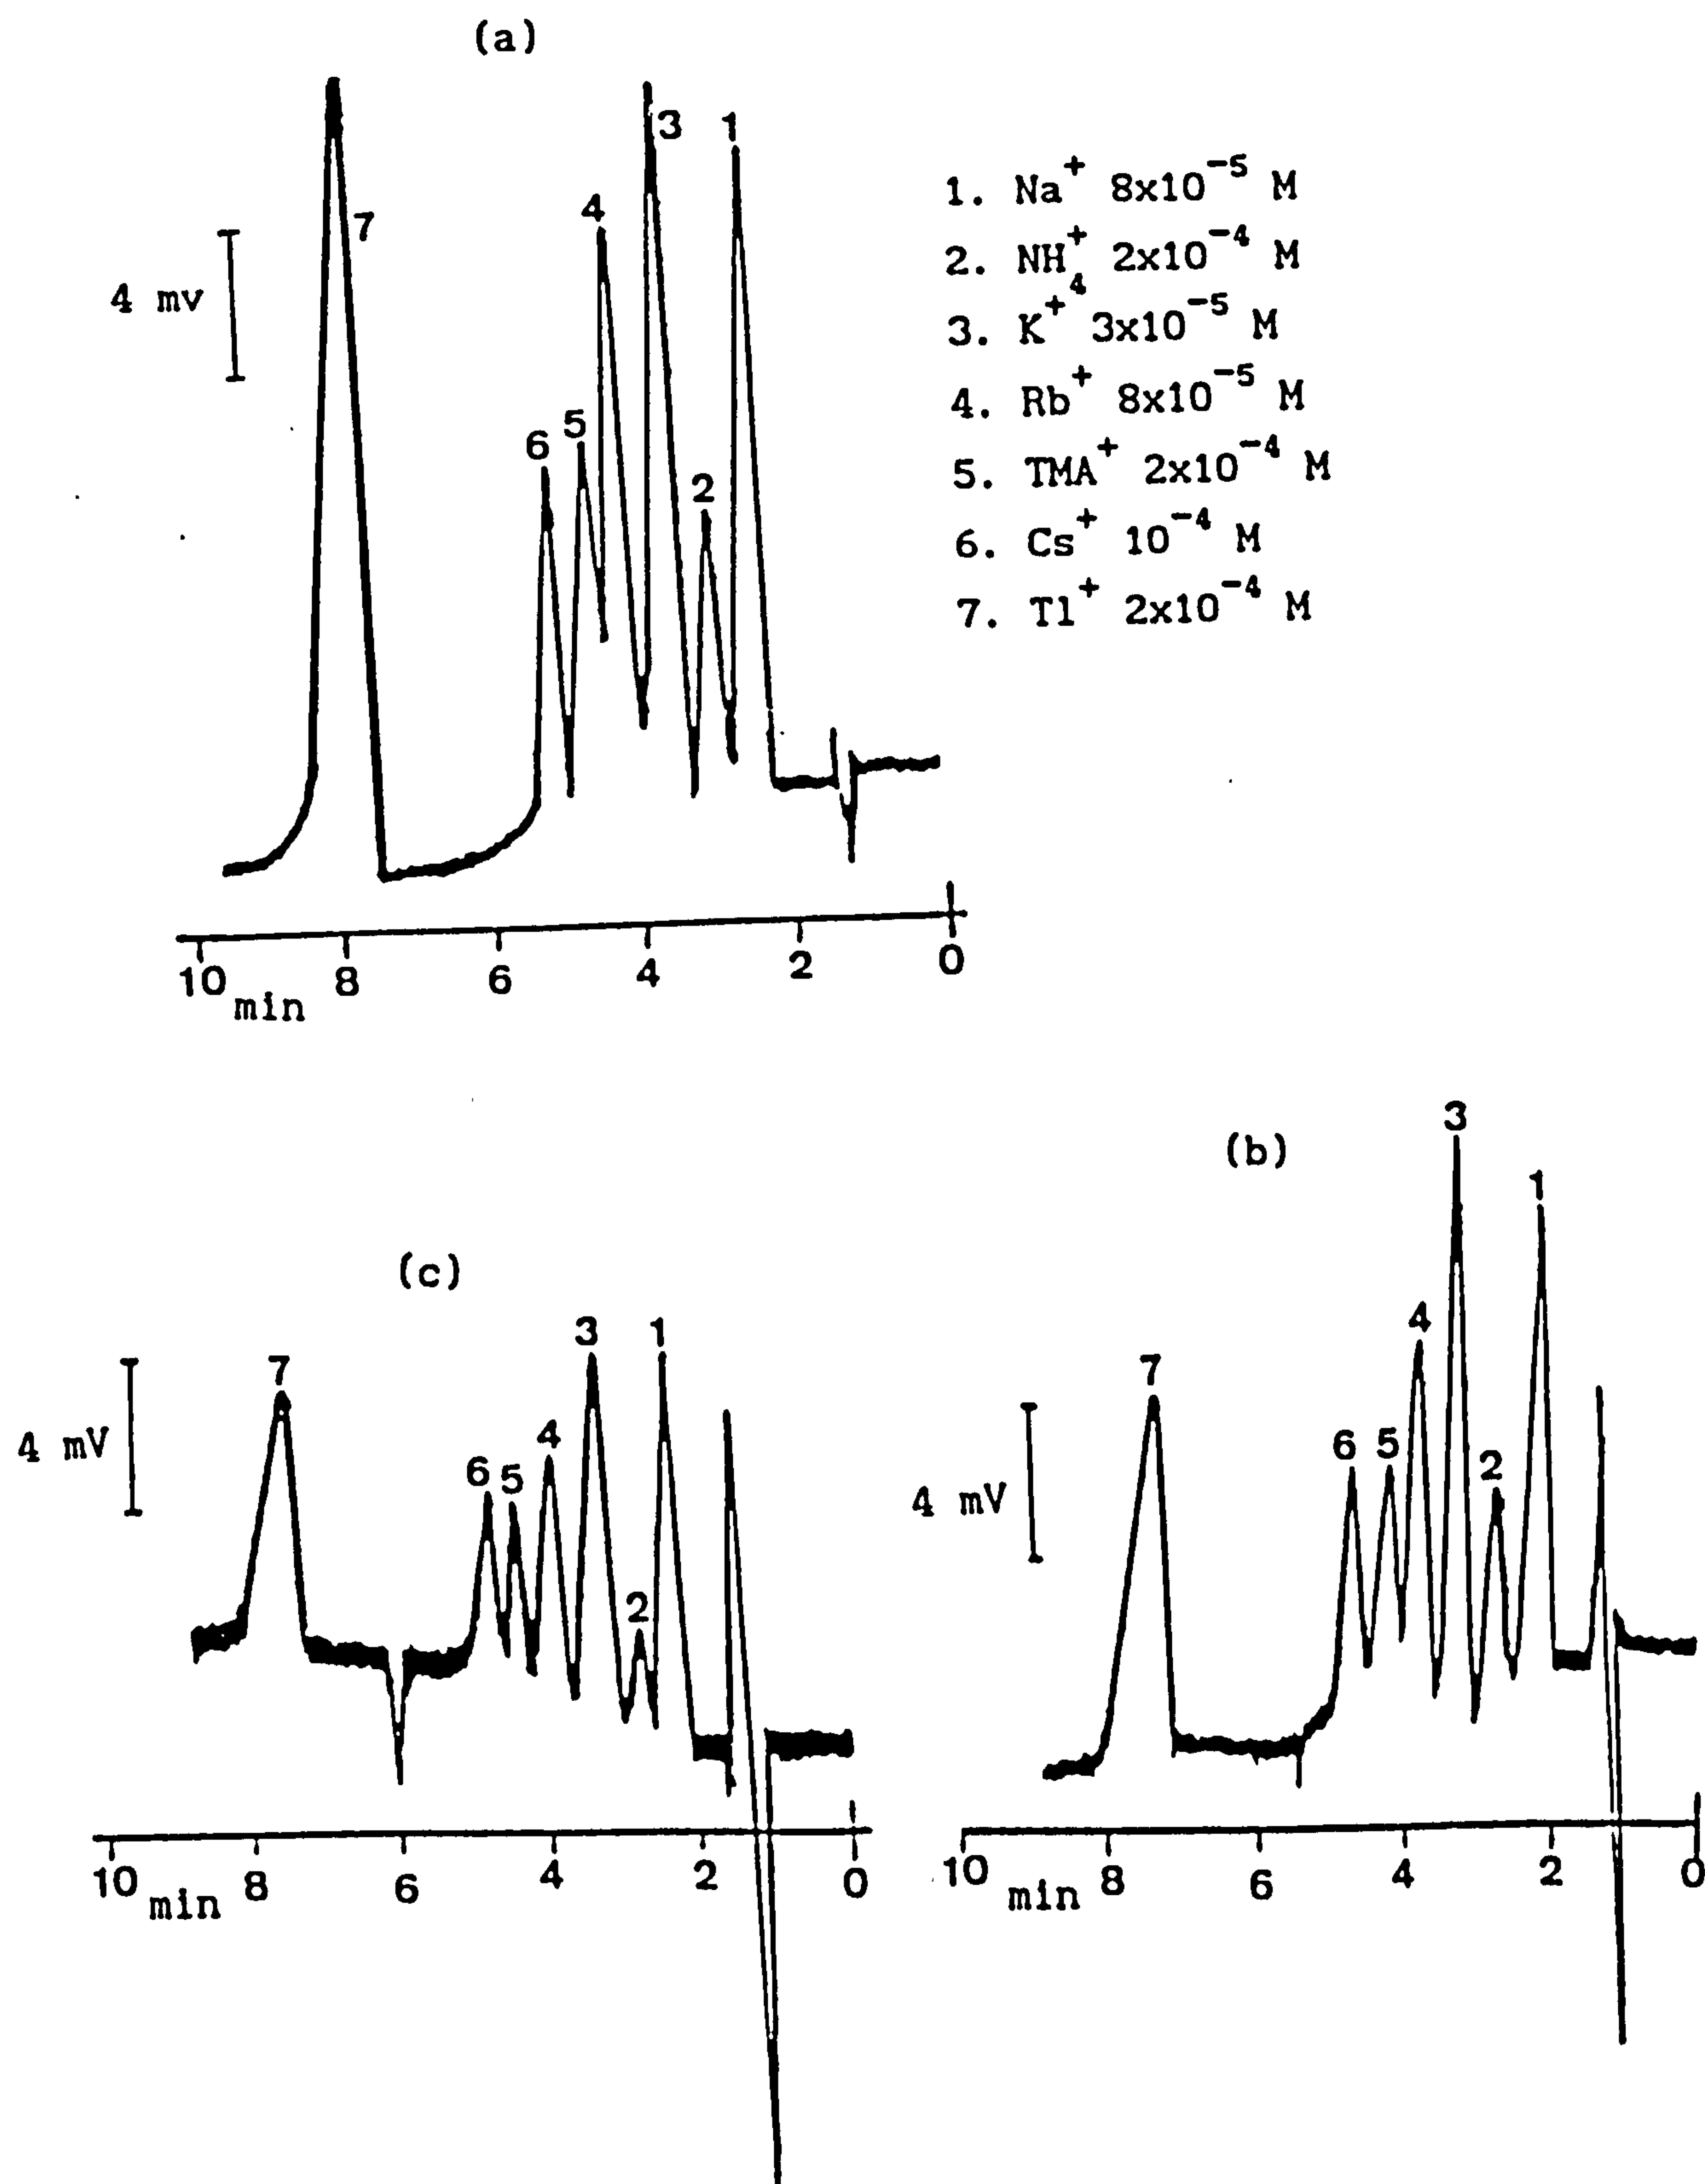 (a)
3
1
7
4
4 mv
5
6
2
1. Na⁺ 8x10⁻⁵ M
2. NH₄⁺ 2x10⁻⁴ M
3. K⁺ 3x10⁻⁵ M
4. Rb⁺ 8x10⁻⁵ M
5. TMA⁺ 2x10⁻⁴ M
6. Cs⁺ 10⁻⁴ M
7. Tl⁺ 2x10⁻⁴ M
10 8 6 4 2 0
min
(b)
3
1
4
7
6 5 2
4 mV
10 8 6 4 2 0
min
(c)
3 1
7
4
4 mV
6 5
2
10 8 6 4 2 0
min